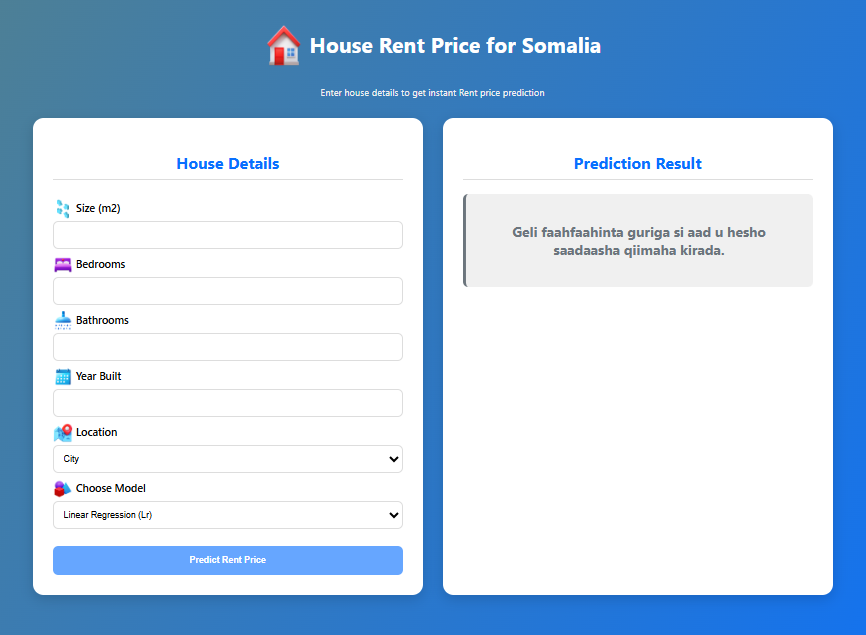 House Rent Price for Somalia
Enter house details to get instant Rent price prediction
House Details
Size (m2)
Bedrooms
Bathrooms
Year Built
Location
City
Choose Model
Linear Regression (Lr)
Predict Rent Price
Prediction Result
Geli faahfaahinta guriga si aad u hesho
saadaasha qiimaha kirada.